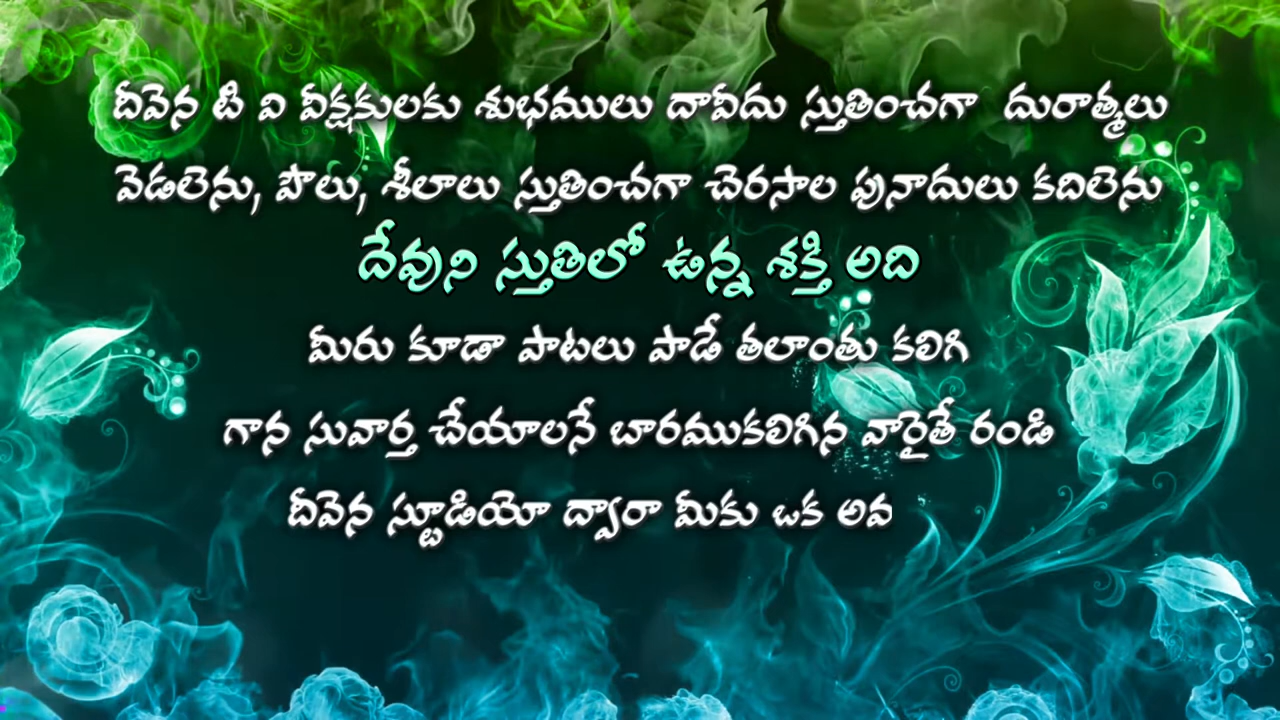 దీవెన టి వి వీక్షకులకు శుభములు దావీదు స్తుతించగా దురాత్మలు
వెడలెను, పౌలు, శీలాలు స్తుతించగా చెరసాల పునాదులు కదిలెను
దేవుని స్తుతిలో ఉన్న శక్తి అది
మీరు కూడా పాటలు పాడే తలాంతు కలిగి
గాన సువార్త చేయాలనే బారముకలిగిన వారైతే రండి
దీవెన స్టూడియో ద్వారా మీకు ఒక అవ